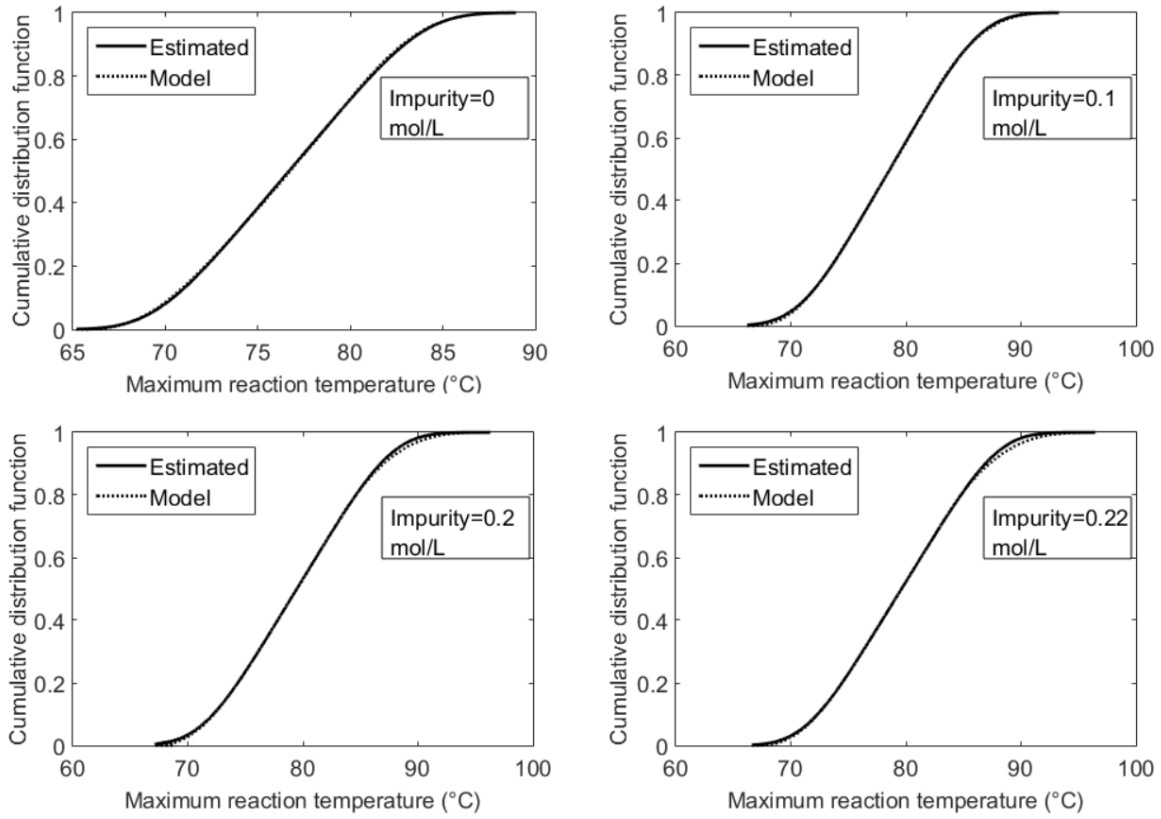 Cumulative distribution function
1
0.8
0.6
0.4
0.2
0
Estimated
Model
Impurity=0
mol/L
65 70 75 80 85 90
Maximum reaction temperature (°C)
Cumulative distribution function
1
0.8
0.6
0.4
0.2
0
Estimated
Model
Impurity=0.1
mol/L
60 70 80 90 100
Maximum reaction temperature (°C)
Cumulative distribution function
1
0.8
0.6
0.4
0.2
0
Estimated
Model
Impurity=0.2
mol/L
60 70 80 90 100
Maximum reaction temperature (°C)
Cumulative distribution function
1
0.8
0.6
0.4
0.2
0
Estimated
Model
Impurity=0.22
mol/L
60 70 80 90 100
Maximum reaction temperature (°C)